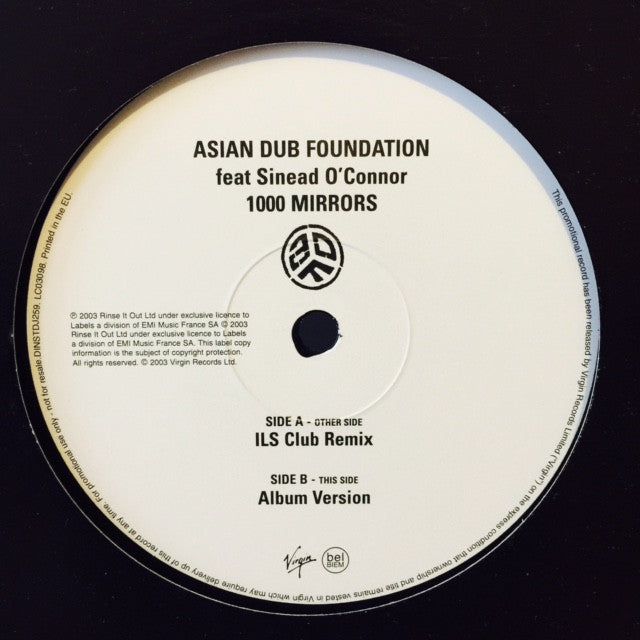 ASIAN DUB FOUNDATION
feat Sinead O'Connor
1000 MIRRORS
ADF
℗ 2003 Rinse It Out Ltd under exclusive licence to
Labels a division of EMI Music France SA © 2003
Rinse It Out Ltd under exclusive licence to Labels
a division of EMI Music France SA. This label copy
information is the subject of copyright protection.
All rights reserved. © 2003 Virgin Records Ltd.
SIDE A - OTHER SIDE
ILS Club Remix
SIDE B - THIS SIDE
Album Version
Virgin
bel
BIEM
This promotional record has been released by Virgin Records Limited ('Virgin') on the express condition that ownership and title remains vested in Virgin which may require delivery up of this record at any time. For promotional use only - not for resale DINSTDJ259. LC03098. Printed in the EU.